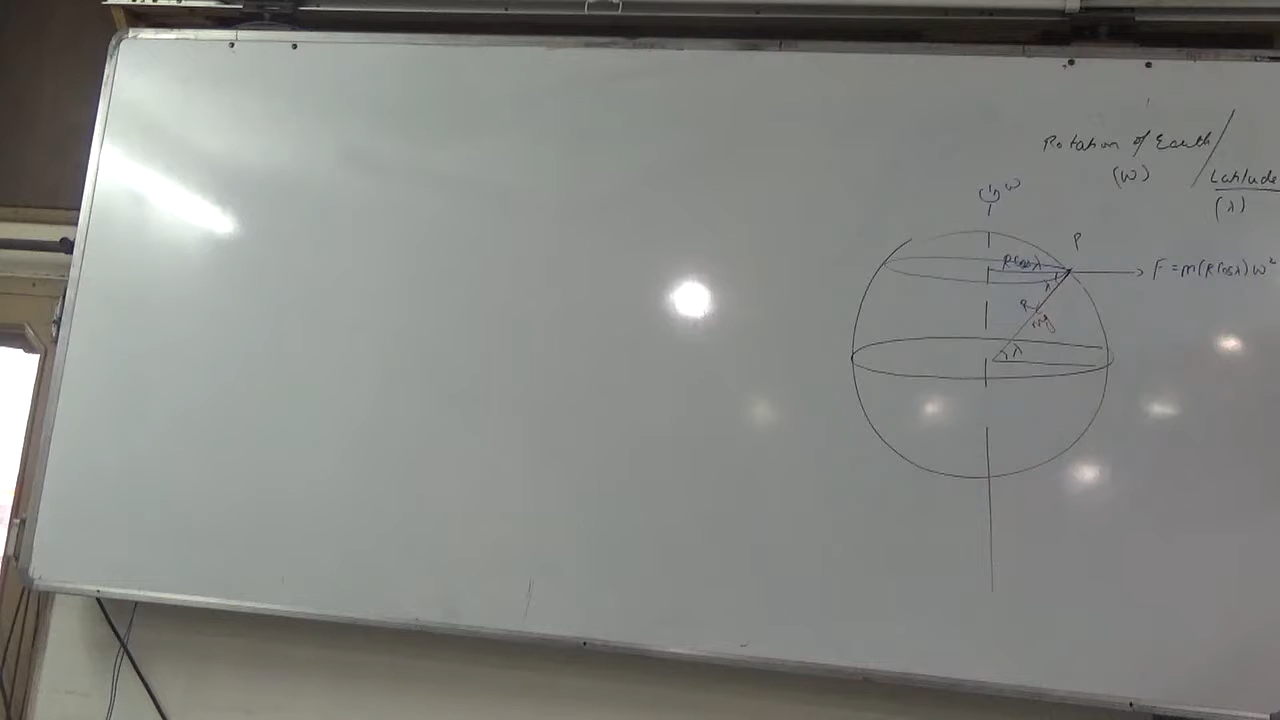 Rotation of Earth/
(ω)
Latitude
(λ)
ω
P
R Cos λ
F = m(R Cos λ) ω²
λ
R
mg
λ